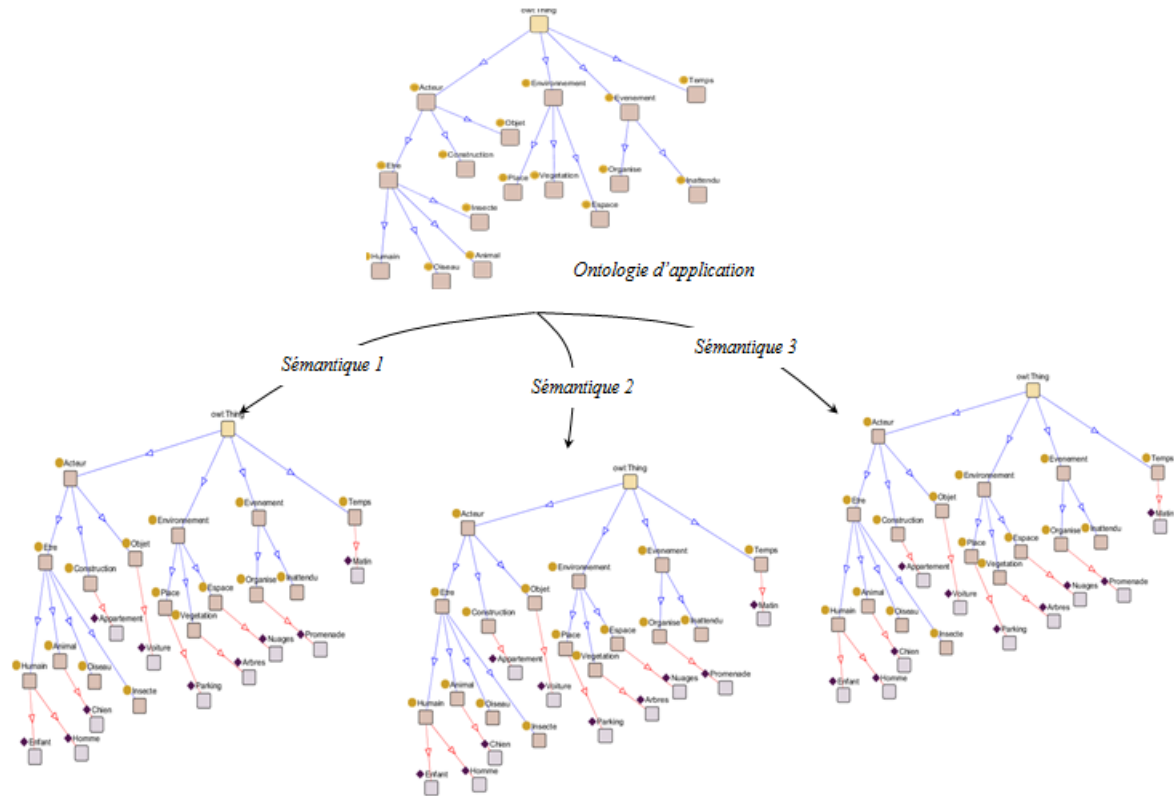 owl:Thing
Temps
Environnement
Acteur
Evenement
Objet
Construction
Etre
Place
Vegetation
Organise
Inattendu
Insecte
Espace
Humain
Oiseau
Animal
Ontologie d'application
Sémantique 1
Sémantique 2
Sémantique 3
owl:Thing
Acteur
Environnement
Evenement
Temps
Etre
Objet
Matin
Construction
Place
Espace
Organise
Inattendu
Appartement
Vegetation
Nuages
Promenade
Humain
Animal
Oiseau
Voiture
Arbres
Insecte
Parking
Chien
Enfant
Homme
owl:Thing
Acteur
Environnement
Evenement
Temps
Etre
Objet
Matin
Construction
Place
Espace
Organise
Inattendu
Appartement
Vegetation
Nuages
Promenade
Humain
Animal
Oiseau
Voiture
Arbres
Insecte
Parking
Chien
Enfant
Homme
owl:Thing
Acteur
Environnement
Evenement
Temps
Etre
Objet
Matin
Construction
Place
Espace
Organise
Inattendu
Appartement
Vegetation
Nuages
Promenade
Humain
Animal
Oiseau
Voiture
Arbres
Insecte
Parking
Chien
Enfant
Homme